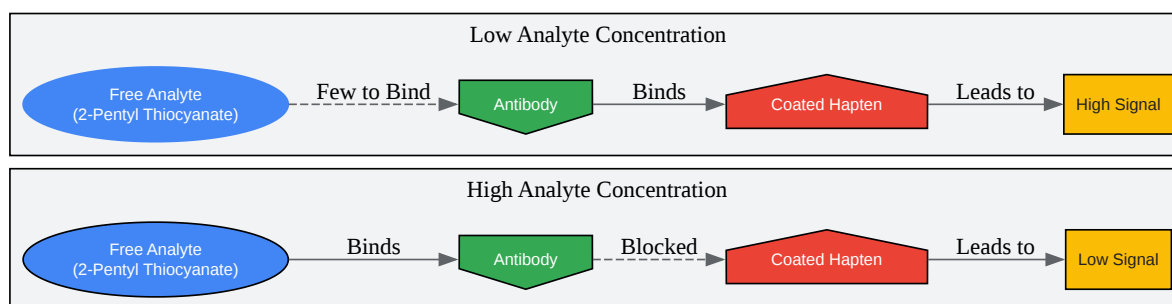 Low Analyte Concentration
Free Analyte
(2-Pentyl Thiocyanate)
Few to Bind
Antibody
Binds
Coated Hapten
Leads to
High Signal
High Analyte Concentration
Free Analyte
(2-Pentyl Thiocyanate)
Binds
Antibody
Blocked
Coated Hapten
Leads to
Low Signal